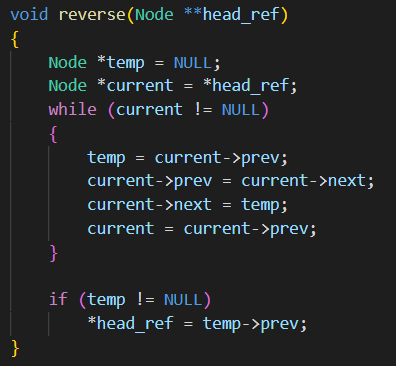 void reverse(Node **head_ref)
{
    Node *temp = NULL;
    Node *current = *head_ref;
    while (current != NULL)
    {
        temp = current->prev;
        current->prev = current->next;
        current->next = temp;
        current = current->prev;
    }

    if (temp != NULL)
        *head_ref = temp->prev;
}